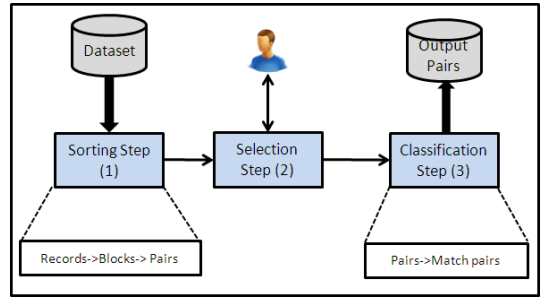 Dataset
Output
Pairs
Sorting Step
(1)
Selection
Step (2)
Classification
Step (3)
Records->Blocks-> Pairs
Pairs->Match pairs